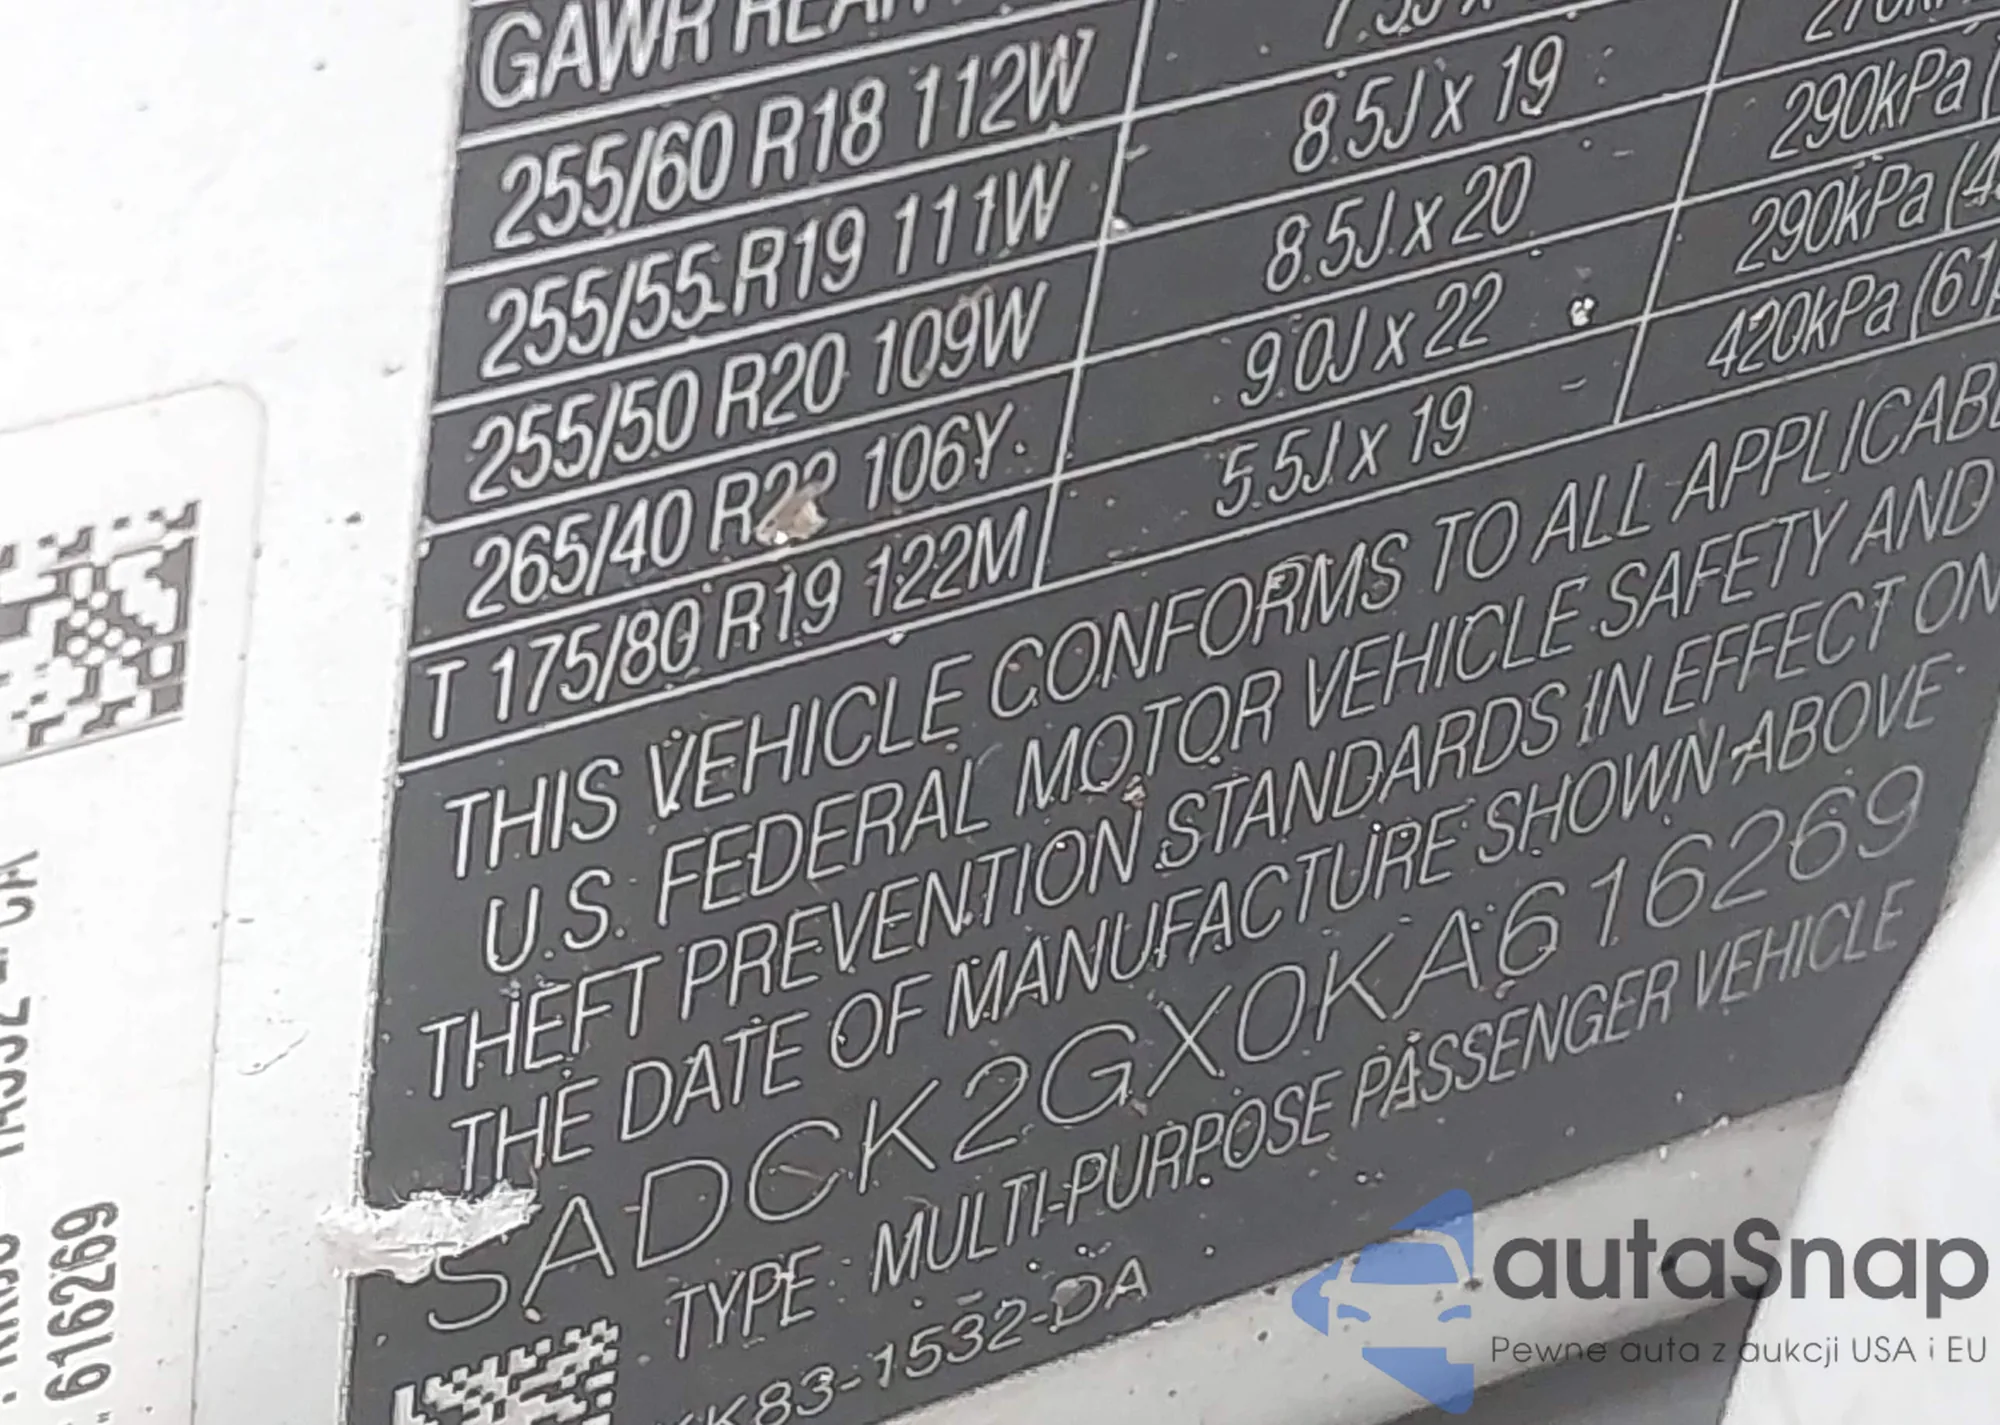 GAWR REAR
255/60 R18 112W
255/55 R19 111W 8.5J x 19
255/50 R20 109W 8.5J x 20 290kPa
265/40 R22 106Y 9.0J x 22 290kPa
T 175/80 R19 122M 5.5J x 19 420kPa (61
THIS VEHICLE CONFORMS TO ALL
U.S. FEDERAL MOTOR VEHICLE SAFETY AND
THEFT PREVENTION STANDARDS IN EFFECT ON
THE DATE OF MANUFACTURE SHOWN ABOVE
SADCK2GX0KA616269
TYPE: MULTI-PURPOSE PASSENGER VEHICLE
K83-1532-DA
616269
autaSnap
Pewne auta z aukcji USA i EU